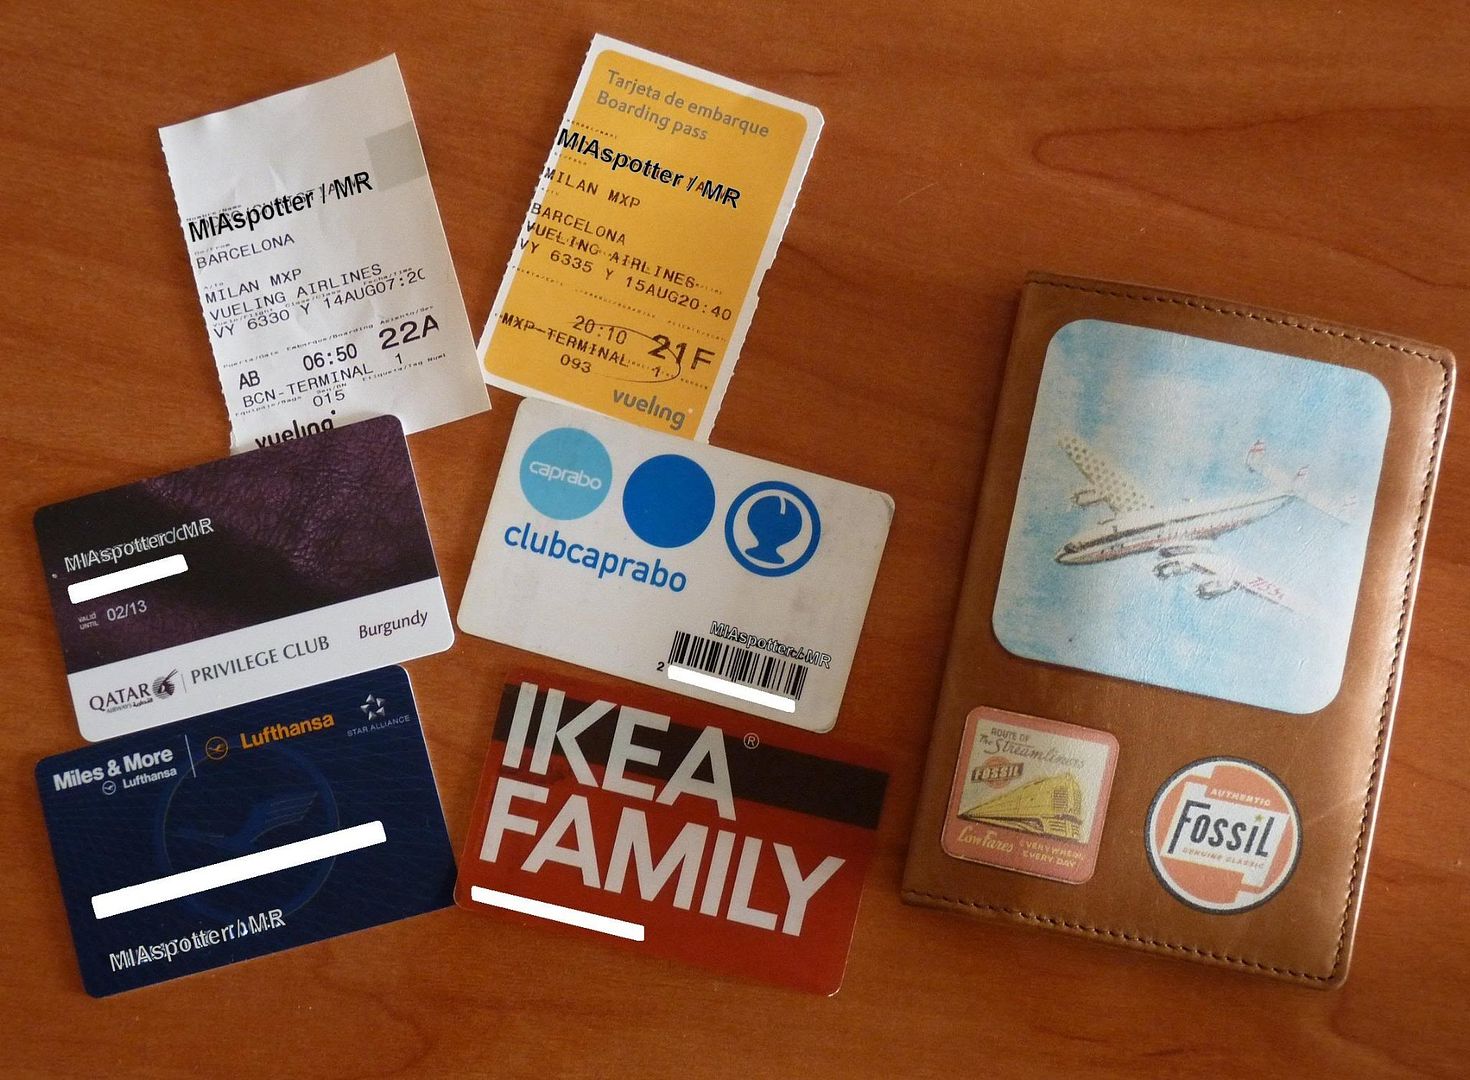 MIAspotter / MR
BARCELONA
MILAN MXP
VUELING AIRLINES
VY 6330 Y 14AUG07:20
AB 06:50 22A
BCN-TERMINAL 1
015
vueling
Tarjeta de embarque
Boarding pass
MIAspotter / MR
MILAN MXP
BARCELONA
VUELING AIRLINES
VY 6335 Y 15AUG20:40
20:10 21F
MXP-TERMINAL 1
093
vueling
MIAspotter / MR
VALID UNTIL 02/13
QATAR AIRWAYS القطرية PRIVILEGE CLUB Burgundy
caprabo
clubcaprabo
MIAspotter / MR
2
Miles & More
Lufthansa
Lufthansa
STAR ALLIANCE
MIAspotter / MR
IKEA ®
FAMILY
ROUTE OF
The Streamliners
FOSSIL
Low Fares EVERYWHERE
EVERY DAY
AUTHENTIC
FOSSIL
GENUINE CLASSIC